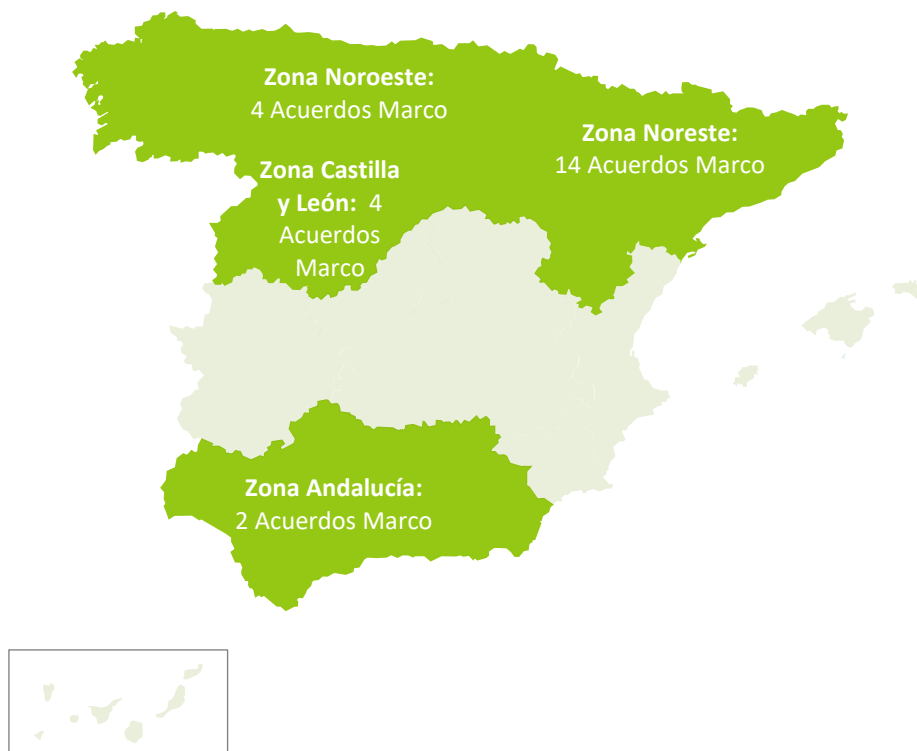 Zona Noroeste:
4 Acuerdos Marco
Zona Noreste:
14 Acuerdos Marco
Zona Castilla
y León: 4
Acuerdos
Marco
Zona Andalucía:
2 Acuerdos Marco